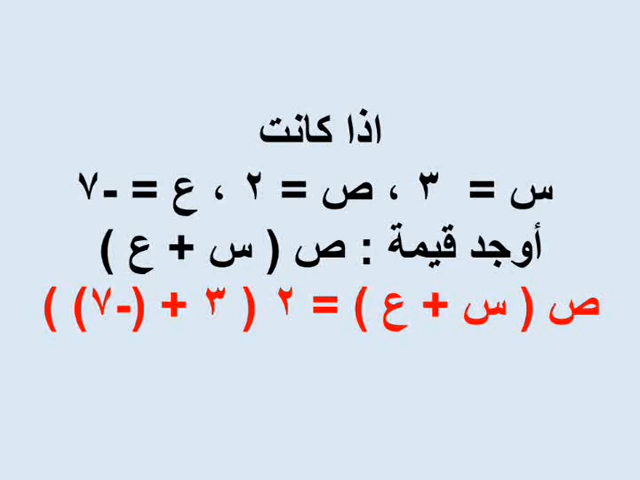 اذا كانت
س = ٣ ، ص = ٢ ، ع = -٧
أوجد قيمة : ص ( س + ع )
ص ( س + ع ) = ٢ ( ٣ + (-٧) )